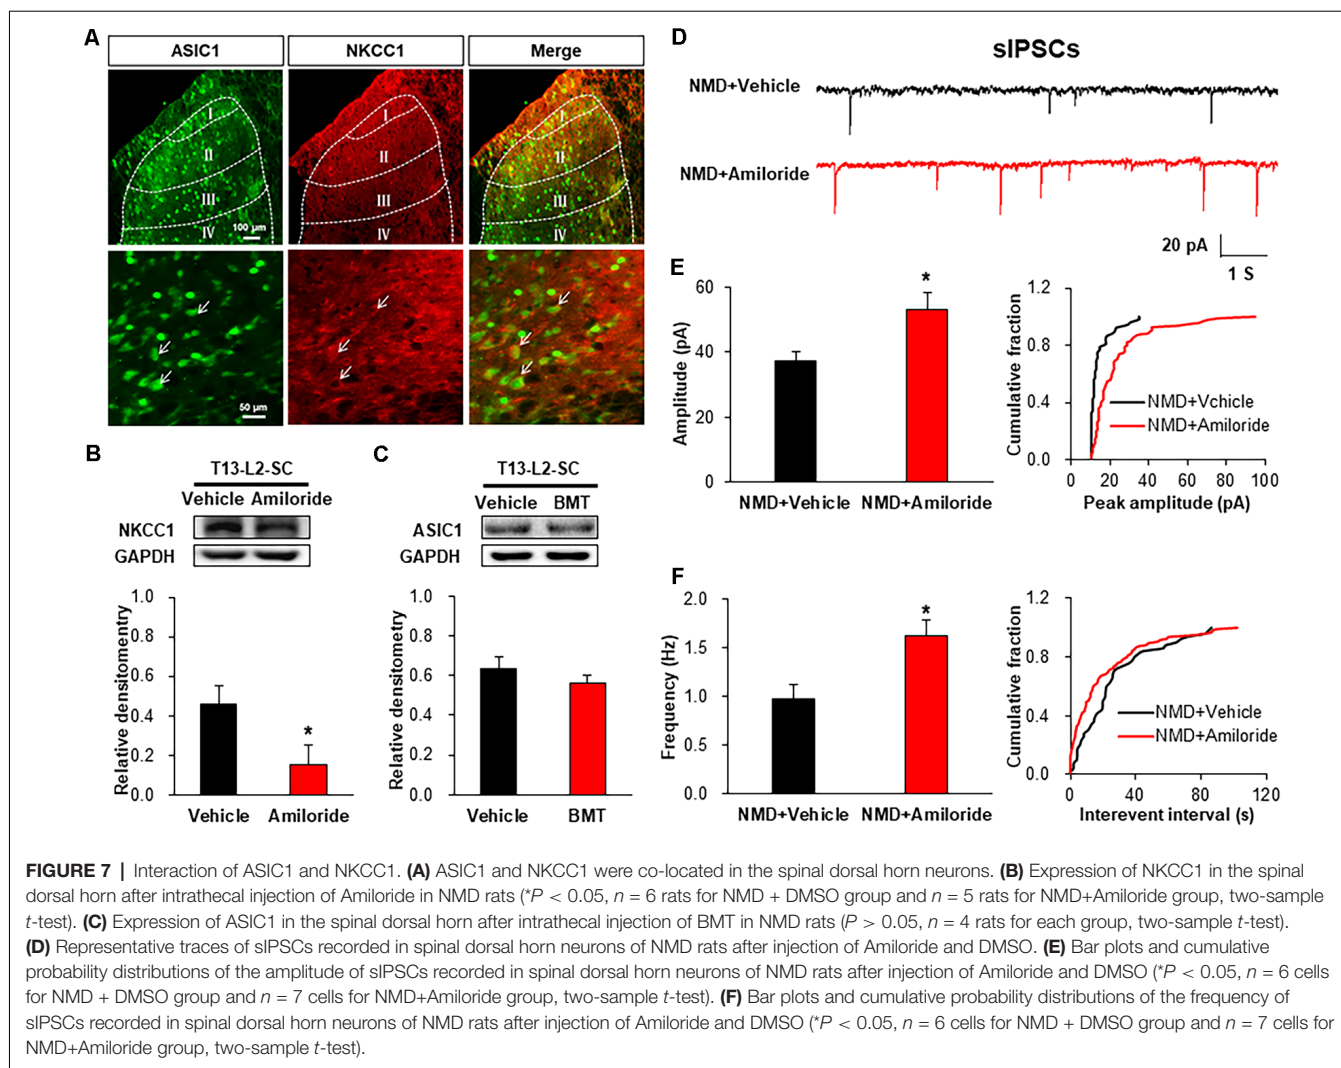 A
ASIC1
NKCC1
Merge
I
II
III
IV
100 µm
I
II
III
IV
I
II
III
IV
50 µm
B
T13-L2-SC
Vehicle Amiloride
NKCC1
GAPDH
Relative densitomentry
1.0
0.8
0.6
0.4
0.2
0.0
*
Vehicle
Amiloride
C
T13-L2-SC
Vehicle BMT
ASIC1
GAPDH
Relative densitometry
1.0
0.8
0.6
0.4
0.2
0.0
Vehicle
BMT
D
sIPSCs
NMD+Vehicle
NMD+Amiloride
20 pA
1 S
E
Amplitude (pA)
60
40
20
0
*
NMD+Vehicle
NMD+Amiloride
Cumulative fraction
1.2
0.8
0.4
0.0
NMD+Vchicle
NMD+Amiloride
0 20 40 60 80 100
Peak amplitude (pA)
F
Frequency (Hz)
2.0
1.5
1.0
0.5
0.0
*
NMD+Vehicle
NMD+Amiloride
Cumulative fraction
1.2
0.8
0.4
0.0
NMD+Vehicle
NMD+Amiloride
0 40 80 120
Interevent interval (s)
FIGURE 7 | Interaction of ASIC1 and NKCC1. (A) ASIC1 and NKCC1 were co-located in the spinal dorsal horn neurons. (B) Expression of NKCC1 in the spinal
dorsal horn after intrathecal injection of Amiloride in NMD rats (*P < 0.05, n = 6 rats for NMD + DMSO group and n = 5 rats for NMD+Amiloride group, two-sample
t-test). (C) Expression of ASIC1 in the spinal dorsal horn after intrathecal injection of BMT in NMD rats (P > 0.05, n = 4 rats for each group, two-sample t-test).
(D) Representative traces of sIPSCs recorded in spinal dorsal horn neurons of NMD rats after injection of Amiloride and DMSO. (E) Bar plots and cumulative
probability distributions of the amplitude of sIPSCs recorded in spinal dorsal horn neurons of NMD rats after injection of Amiloride and DMSO (*P < 0.05, n = 6 cells
for NMD + DMSO group and n = 7 cells for NMD+Amiloride group, two-sample t-test). (F) Bar plots and cumulative probability distributions of the frequency of
sIPSCs recorded in spinal dorsal horn neurons of NMD rats after injection of Amiloride and DMSO (*P < 0.05, n = 6 cells for NMD + DMSO group and n = 7 cells for
NMD+Amiloride group, two-sample t-test).